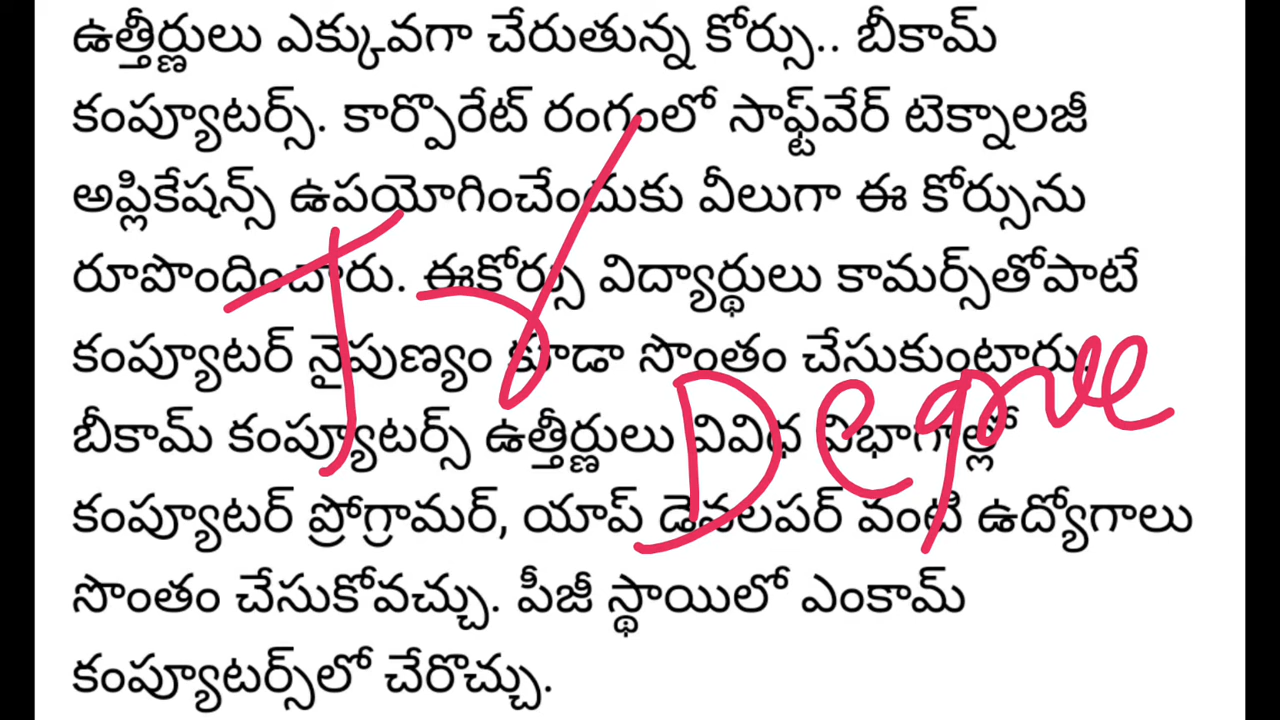 ఉత్తీర్ణులు ఎక్కువగా చేరుతున్న కోర్సు.. బీకామ్
కంప్యూటర్స్. కార్పొరేట్ రంగంలో సాఫ్ట్‌వేర్ టెక్నాలజీ
అప్లికేషన్స్ ఉపయోగించేందుకు వీలుగా ఈ కోర్సును
రూపొందించారు. ఈకోర్సు విద్యార్థులు కామర్స్‌తోపాటే
కంప్యూటర్ నైపుణ్యం కూడా సొంతం చేసుకుంటారు.
బీకామ్ కంప్యూటర్స్ ఉత్తీర్ణులు వివిధ విభాగాల్లో
కంప్యూటర్ ప్రోగ్రామర్, యాప్ డెవలపర్ వంటి ఉద్యోగాలు
సొంతం చేసుకోవచ్చు. పీజీ స్థాయిలో ఎంకామ్
కంప్యూటర్స్‌లో చేరొచ్చు.
Degree